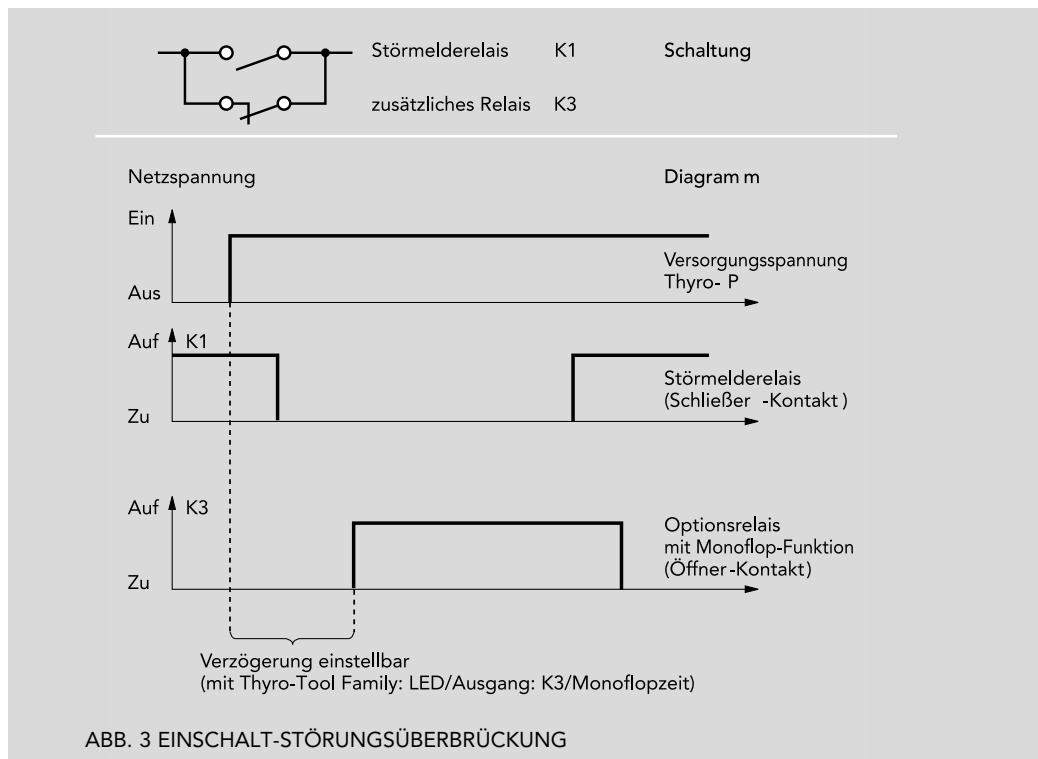 Störmelderelais K1 Schaltung
zusätzliches Relais K3
Netzspannung Diagramm
Ein
Versorgungsspannung
Thyro- P
Aus
Auf K1
Störmelderelais
(Schließer -Kontakt)
Zu
Auf K3
Optionsrelais
mit Monoflop-Funktion
(Öffner-Kontakt)
Zu
Verzögerung einstellbar
(mit Thyro-Tool Family: LED/Ausgang: K3/Monoflopzeit)
ABB. 3 EINSCHALT-STÖRUNGSÜBERBRÜCKUNG